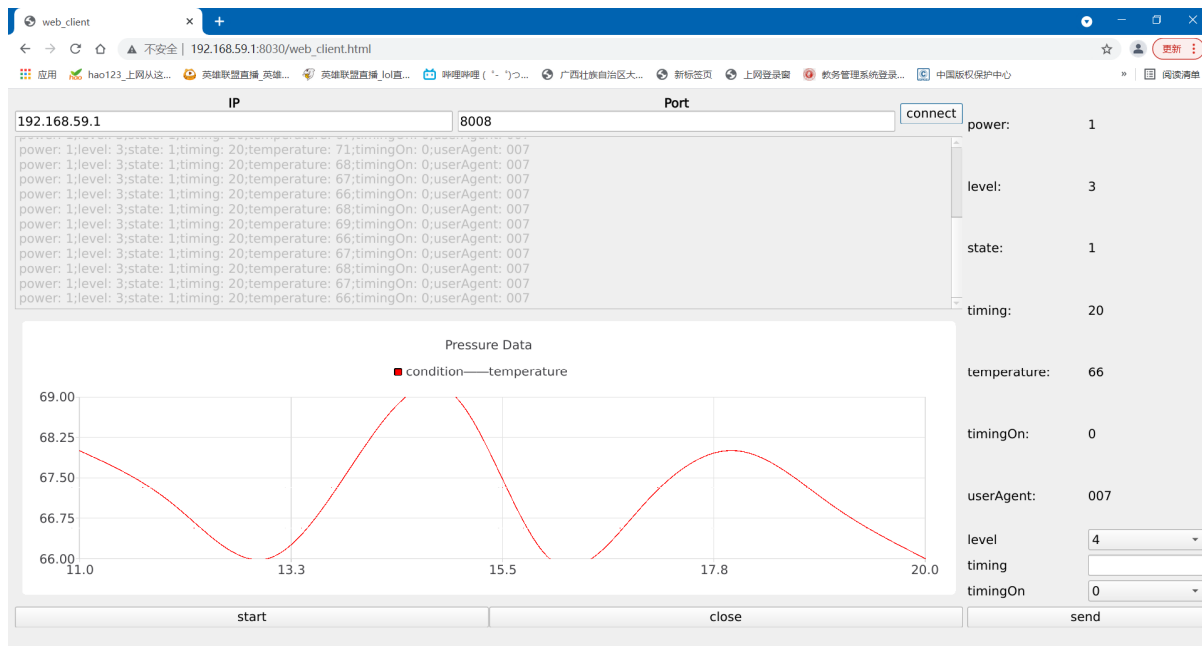 web_client
不安全 | 192.168.59.1:8030/web_client.html
更新
应用 hao123_上网从这... 英雄联盟直播_英雄... 英雄联盟直播_lol直... 哔哩哔哩 ( ゜- ゜)つ... 广西壮族自治区大... 新标签页 上网登录窗 教务管理系统登录... 中国版权保护中心 » 阅读清单
IP Port
192.168.59.1 8008 connect
power: 1;level: 3;state: 1;timing: 20;temperature: 71;timingOn: 0;userAgent: 007
power: 1;level: 3;state: 1;timing: 20;temperature: 68;timingOn: 0;userAgent: 007
power: 1;level: 3;state: 1;timing: 20;temperature: 67;timingOn: 0;userAgent: 007
power: 1;level: 3;state: 1;timing: 20;temperature: 66;timingOn: 0;userAgent: 007
power: 1;level: 3;state: 1;timing: 20;temperature: 68;timingOn: 0;userAgent: 007
power: 1;level: 3;state: 1;timing: 20;temperature: 69;timingOn: 0;userAgent: 007
power: 1;level: 3;state: 1;timing: 20;temperature: 66;timingOn: 0;userAgent: 007
power: 1;level: 3;state: 1;timing: 20;temperature: 67;timingOn: 0;userAgent: 007
power: 1;level: 3;state: 1;timing: 20;temperature: 68;timingOn: 0;userAgent: 007
power: 1;level: 3;state: 1;timing: 20;temperature: 67;timingOn: 0;userAgent: 007
power: 1;level: 3;state: 1;timing: 20;temperature: 66;timingOn: 0;userAgent: 007
Pressure Data
condition——temperature
69.00
68.25
67.50
66.75
66.00
11.0 13.3 15.5 17.8 20.0
start close
power: 1
level: 3
state: 1
timing: 20
temperature: 66
timingOn: 0
userAgent: 007
level 4
timing
timingOn 0
send